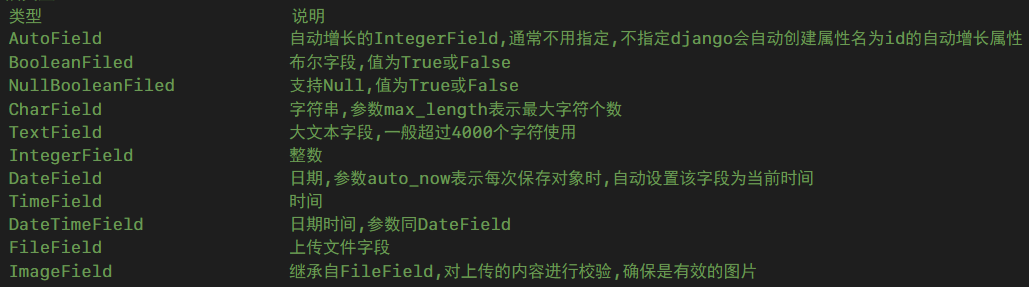 类型 说明
AutoField 自动增长的IntegerField,通常不用指定,不指定django会自动创建属性名为id的自动增长属性
BooleanFiled 布尔字段,值为True或False
NullBooleanFiled 支持Null,值为True或False
CharField 字符串,参数max_length表示最大字符个数
TextField 大文本字段,一般超过4000个字符使用
IntegerField 整数
DateField 日期,参数auto_now表示每次保存对象时,自动设置该字段为当前时间
TimeField 时间
DateTimeField 日期时间,参数同DateField
FileField 上传文件字段
ImageField 继承自FileField,对上传的内容进行校验,确保是有效的图片